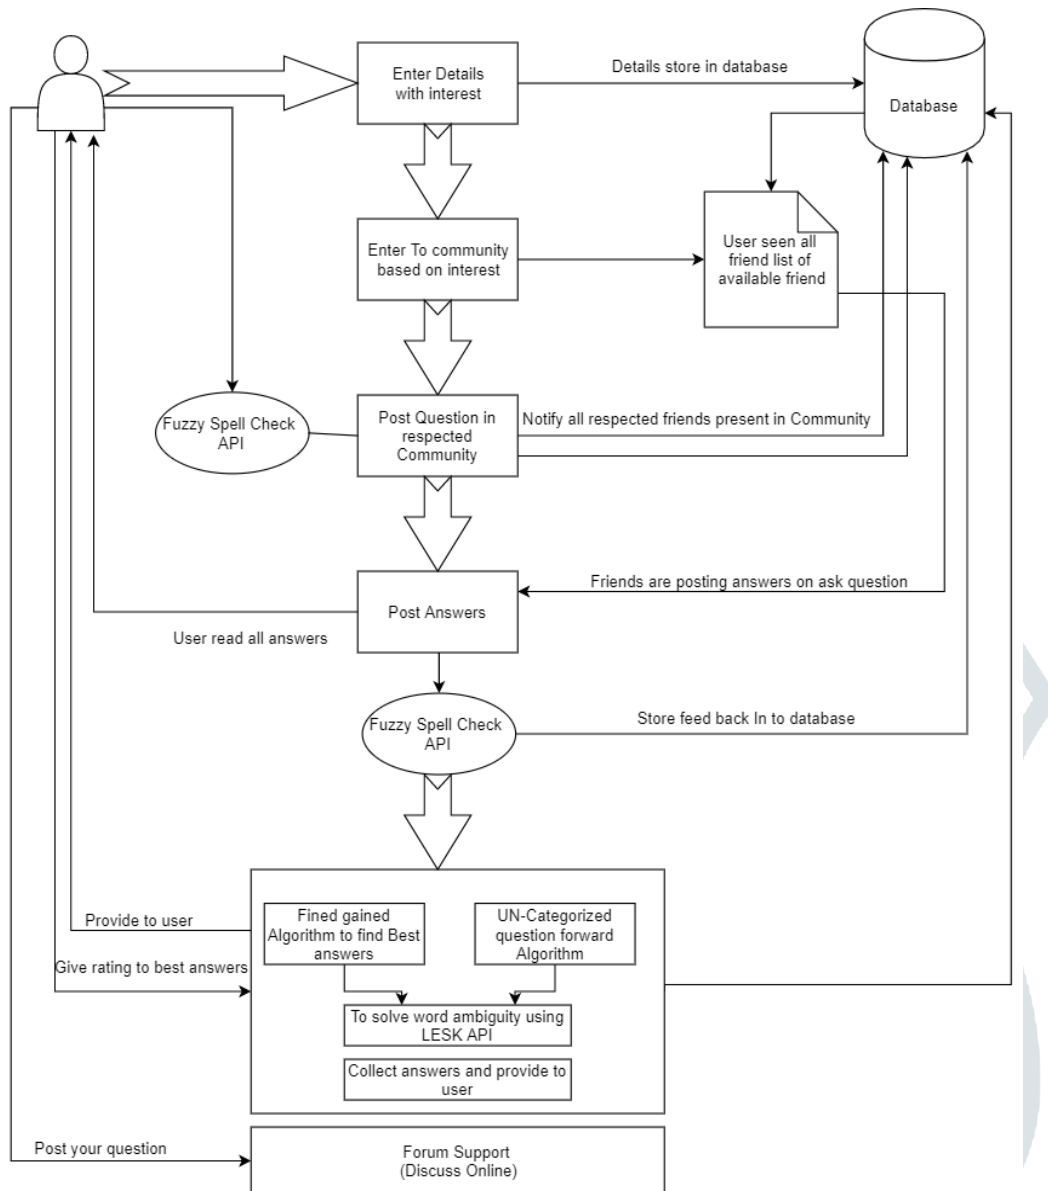 Enter Details
with interest
Details store in database
Database
Enter To community
based on interest
User seen all
friend list of
available friend
Fuzzy Spell Check
API
Post Question in
respected
Community
Notify all respected friends present in Community
Friends are posting answers on ask question
Post Answers
User read all answers
Fuzzy Spell Check
API
Store feed back In to database
Provide to user
Fined gained
Algorithm to find Best
answers
UN-Categorized
question forward
Algorithm
Give rating to best answers
To solve word ambiguity using
LESK API
Collect answers and provide to
user
Post your question
Forum Support
(Discuss Online)